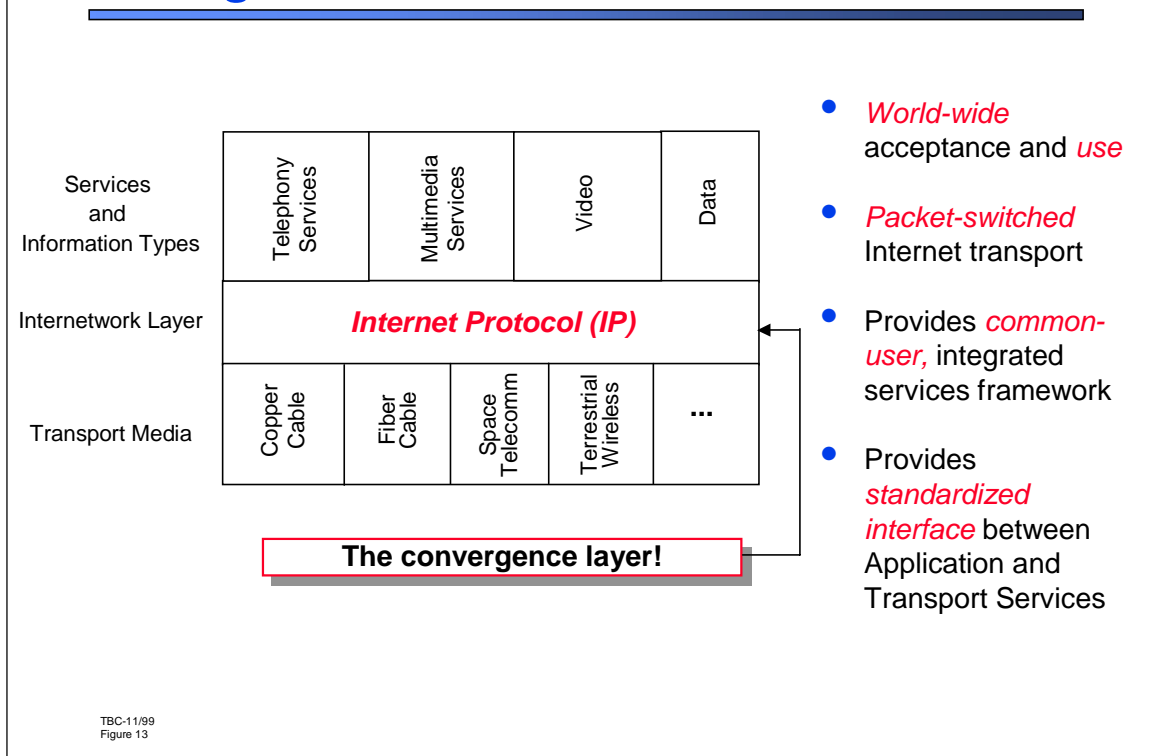 Services
and
Information Types
Telephony
Services
Multimedia
Services
Video
Data
Internetwork Layer
Internet Protocol (IP)
Transport Media
Copper
Cable
Fiber
Cable
Space
Telecomm
Terrestrial
Wireless
...
The convergence layer!
• World-wide
acceptance and use
• Packet-switched
Internet transport
• Provides common-
user, integrated
services framework
• Provides
standardized
interface between
Application and
Transport Services
TBC-11/99
Figure 13